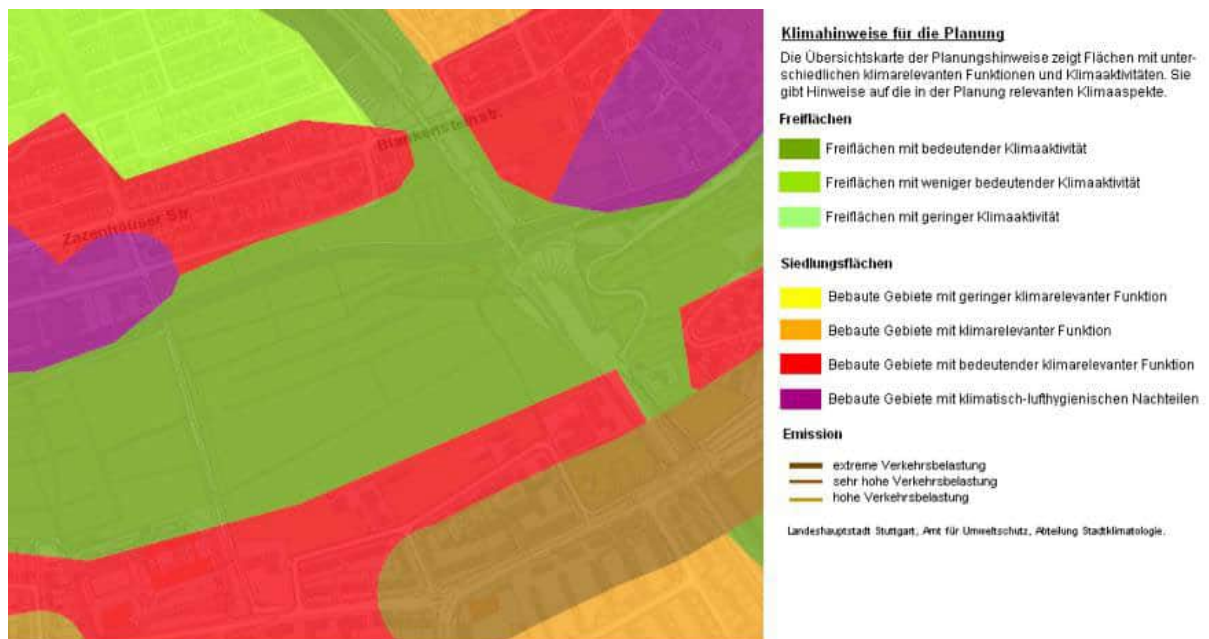 Blankensteinstr.
Zazenhäuser Str.
Klimahinweise für die Planung
Die Übersichtskarte der Planungshinweise zeigt Flächen mit unter-
schiedlichen klimarelevanten Funktionen und Klimaaktivitäten. Sie
gibt Hinweise auf die in der Planung relevanten Klimaaspekte.
Freiflächen
Freiflächen mit bedeutender Klimaaktivität
Freiflächen mit weniger bedeutender Klimaaktivität
Freiflächen mit geringer Klimaaktivität
Siedlungsflächen
Bebaute Gebiete mit geringer klimarelevanter Funktion
Bebaute Gebiete mit klimarelevanter Funktion
Bebaute Gebiete mit bedeutender klimarelevanter Funktion
Bebaute Gebiete mit klimatisch-lufthygienischen Nachteilen
Emission
extreme Verkehrsbelastung
sehr hohe Verkehrsbelastung
hohe Verkehrsbelastung
Landeshauptstadt Stuttgart, Amt für Umweltschutz, Abteilung Stadtklimatologie.